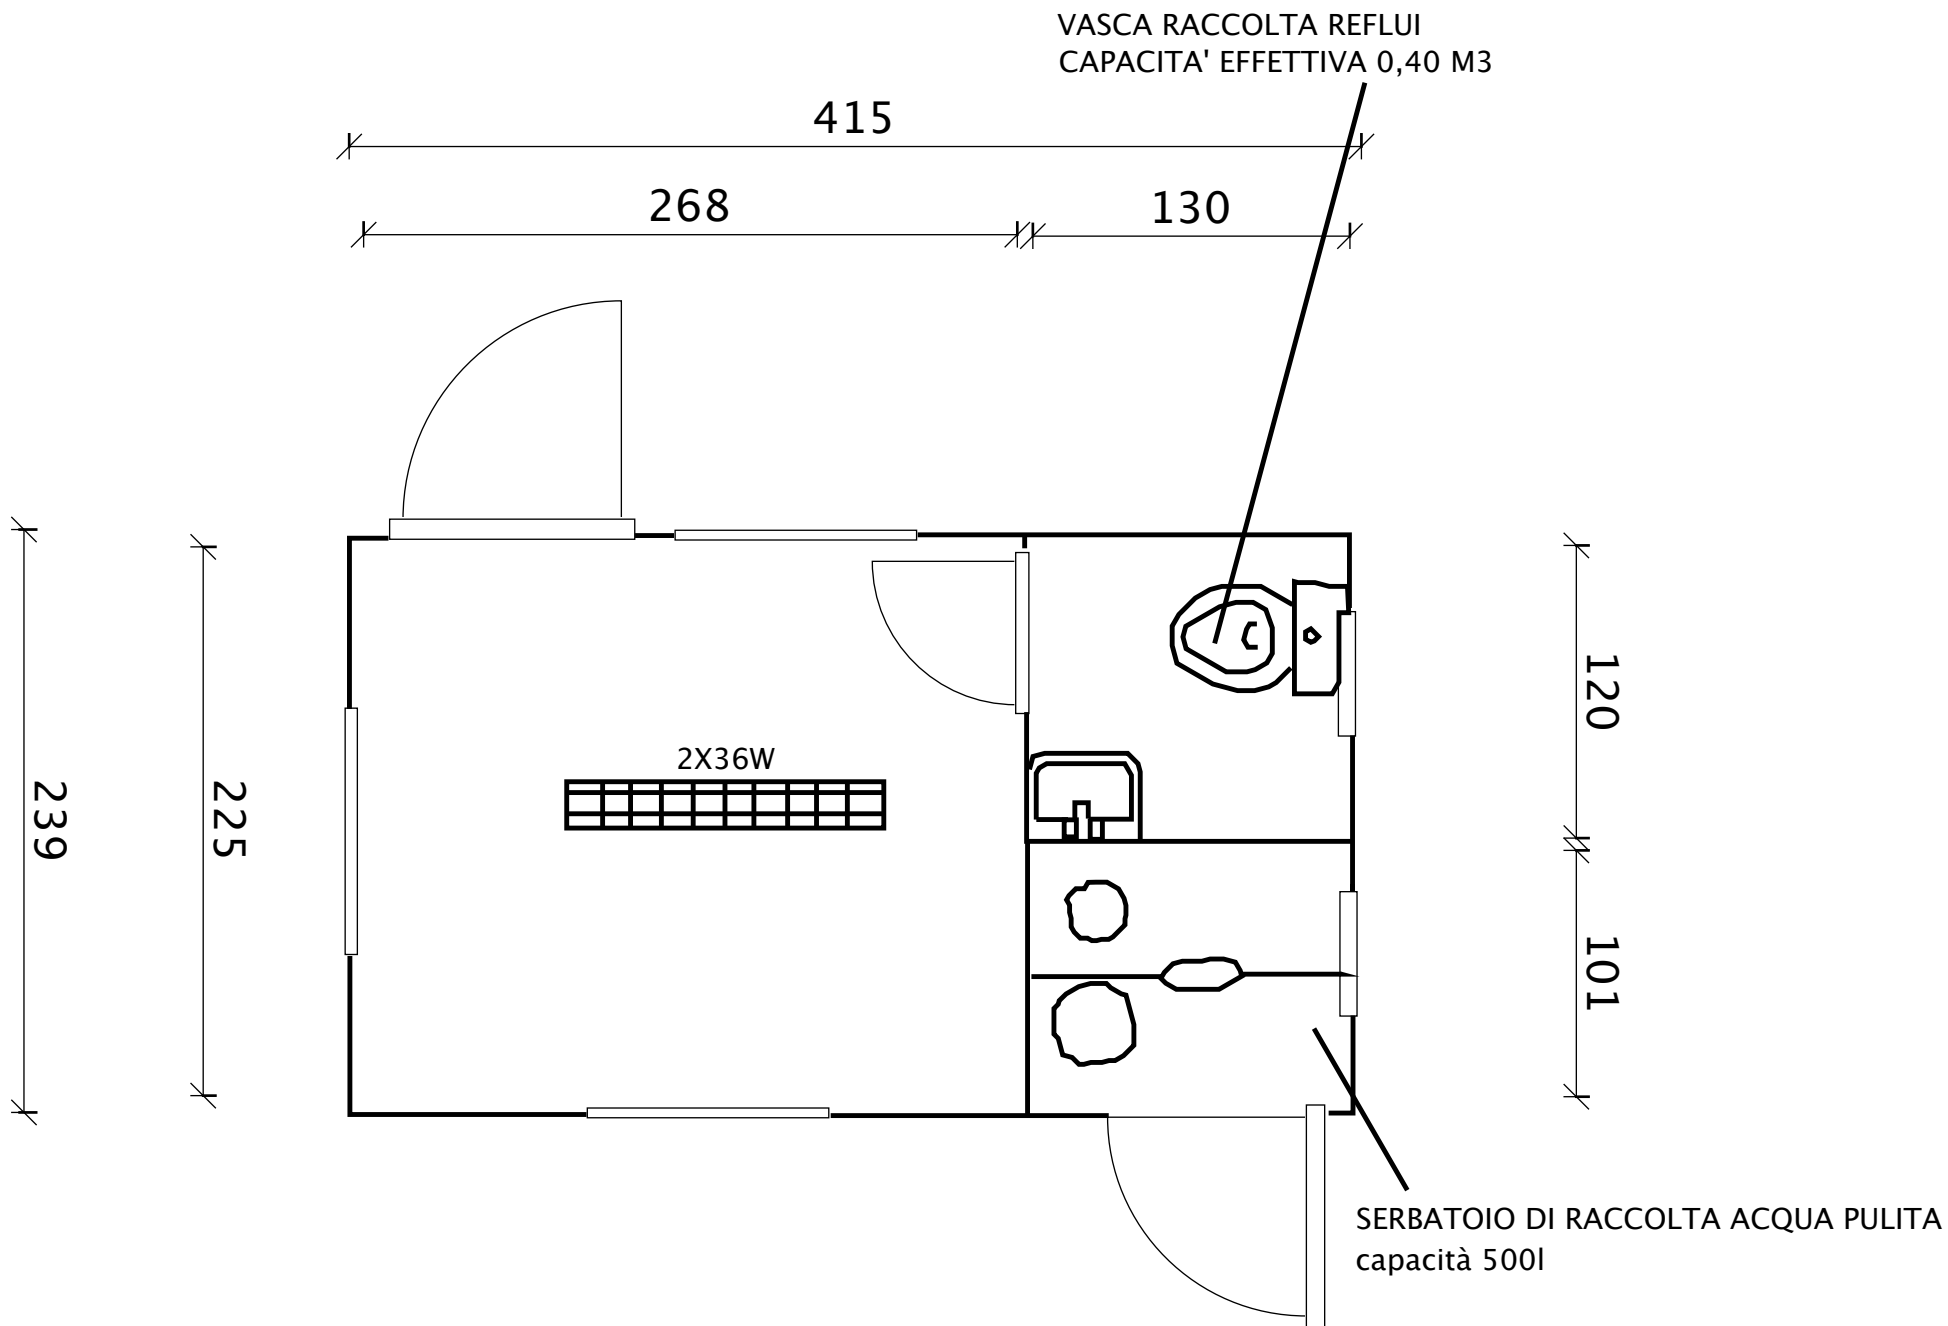 VASCA RACCOLTA REFLUI
CAPACITA' EFFETTIVA 0,40 M3
415
268
130
120
2X36W
239
225
101
SERBATOIO DI RACCOLTA ACQUA PULITA
capacità 500l